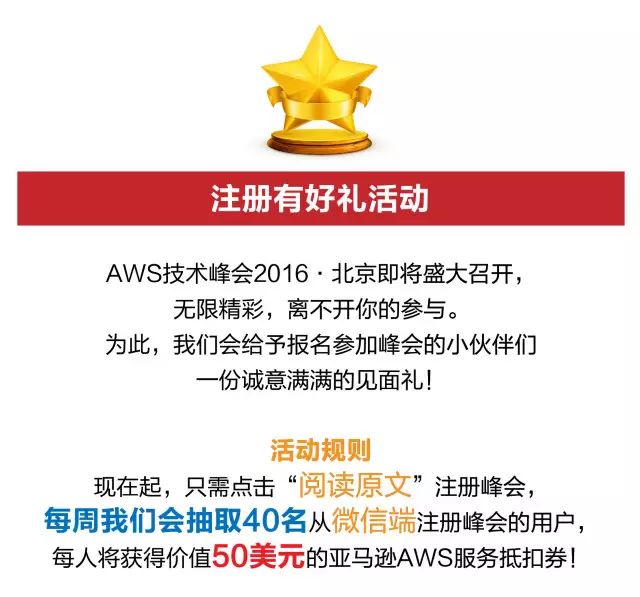 注册有好礼活动
AWS技术峰会2016·北京即将盛大召开，
无限精彩，离不开你的参与。
为此，我们会给予报名参加峰会的小伙伴们
一份诚意满满的见面礼！
活动规则
现在起，只需点击“阅读原文”注册峰会，
每周我们会抽取40名从微信端注册峰会的用户，
每人将获得价值50美元的亚马逊AWS服务抵扣券！